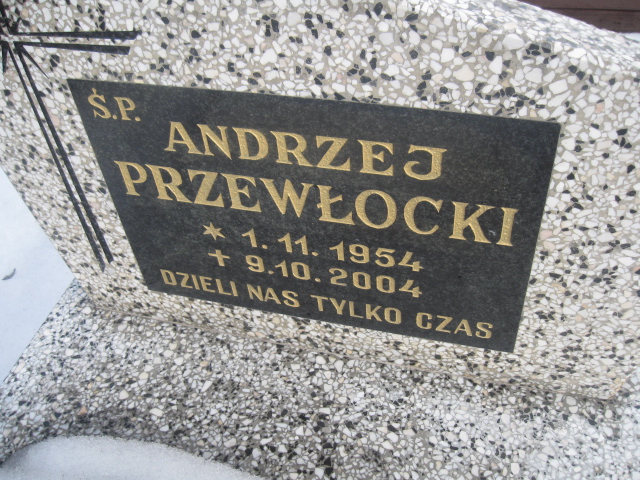 Ś.P.
ANDRZEJ
PRZEWŁOCKI
* 1.11.1954
+ 9.10.2004
DZIELI NAS TYLKO CZAS